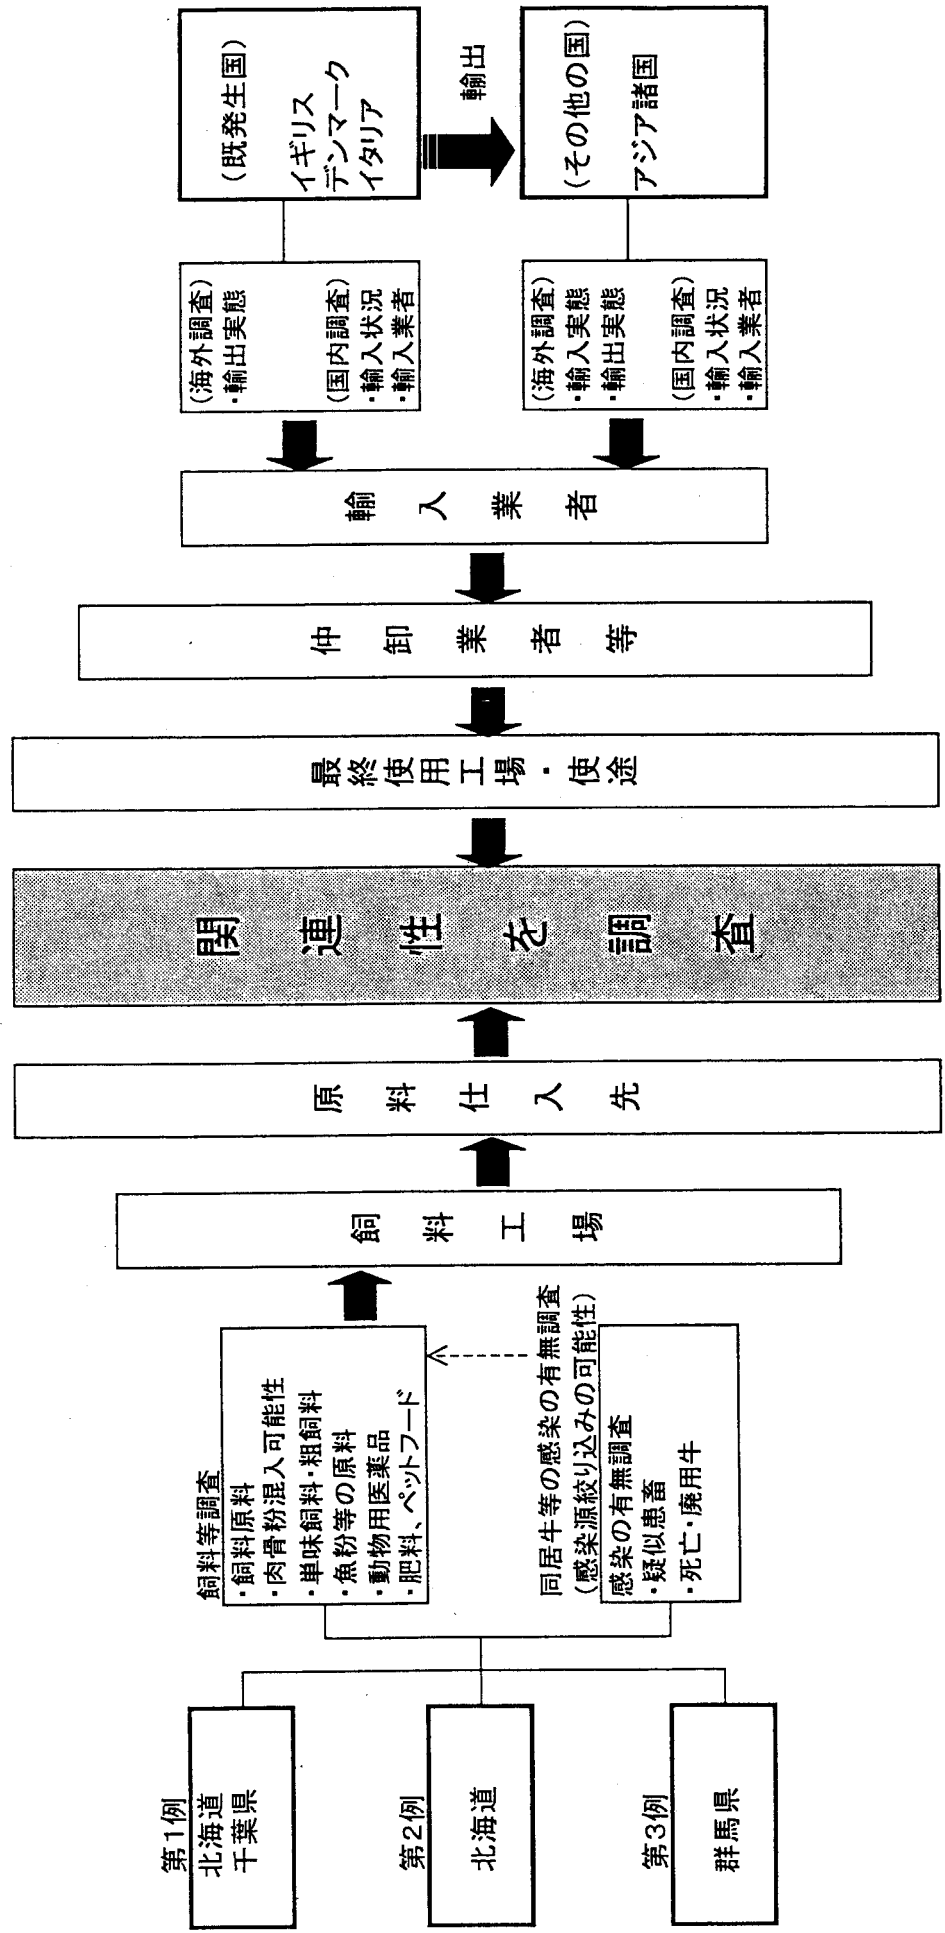 第1例
北海道
千葉県
第2例
北海道
第3例
群馬県
飼料等調査
・飼料原料
・肉骨粉混入可能性
・単味飼料・粗飼料
・魚粉等の原料
・動物用医薬品
・肥料、ペットフード
同居牛等の感染の有無調査
(感染源絞り込みの可能性)
感染の有無調査
・疑似患畜
・死亡・廃用牛
飼料工場
原料仕入先
関連性を調査
最終使用工場・使途
仲卸業者等
輸入業者
(海外調査)
・輸出実態
(国内調査)
・輸入状況
・輸入業者
(海外調査)
・輸入実態
・輸出実態
(国内調査)
・輸入状況
・輸入業者
(既発生国)
イギリス
デンマーク
イタリア
輸出
(その他の国)
アジア諸国